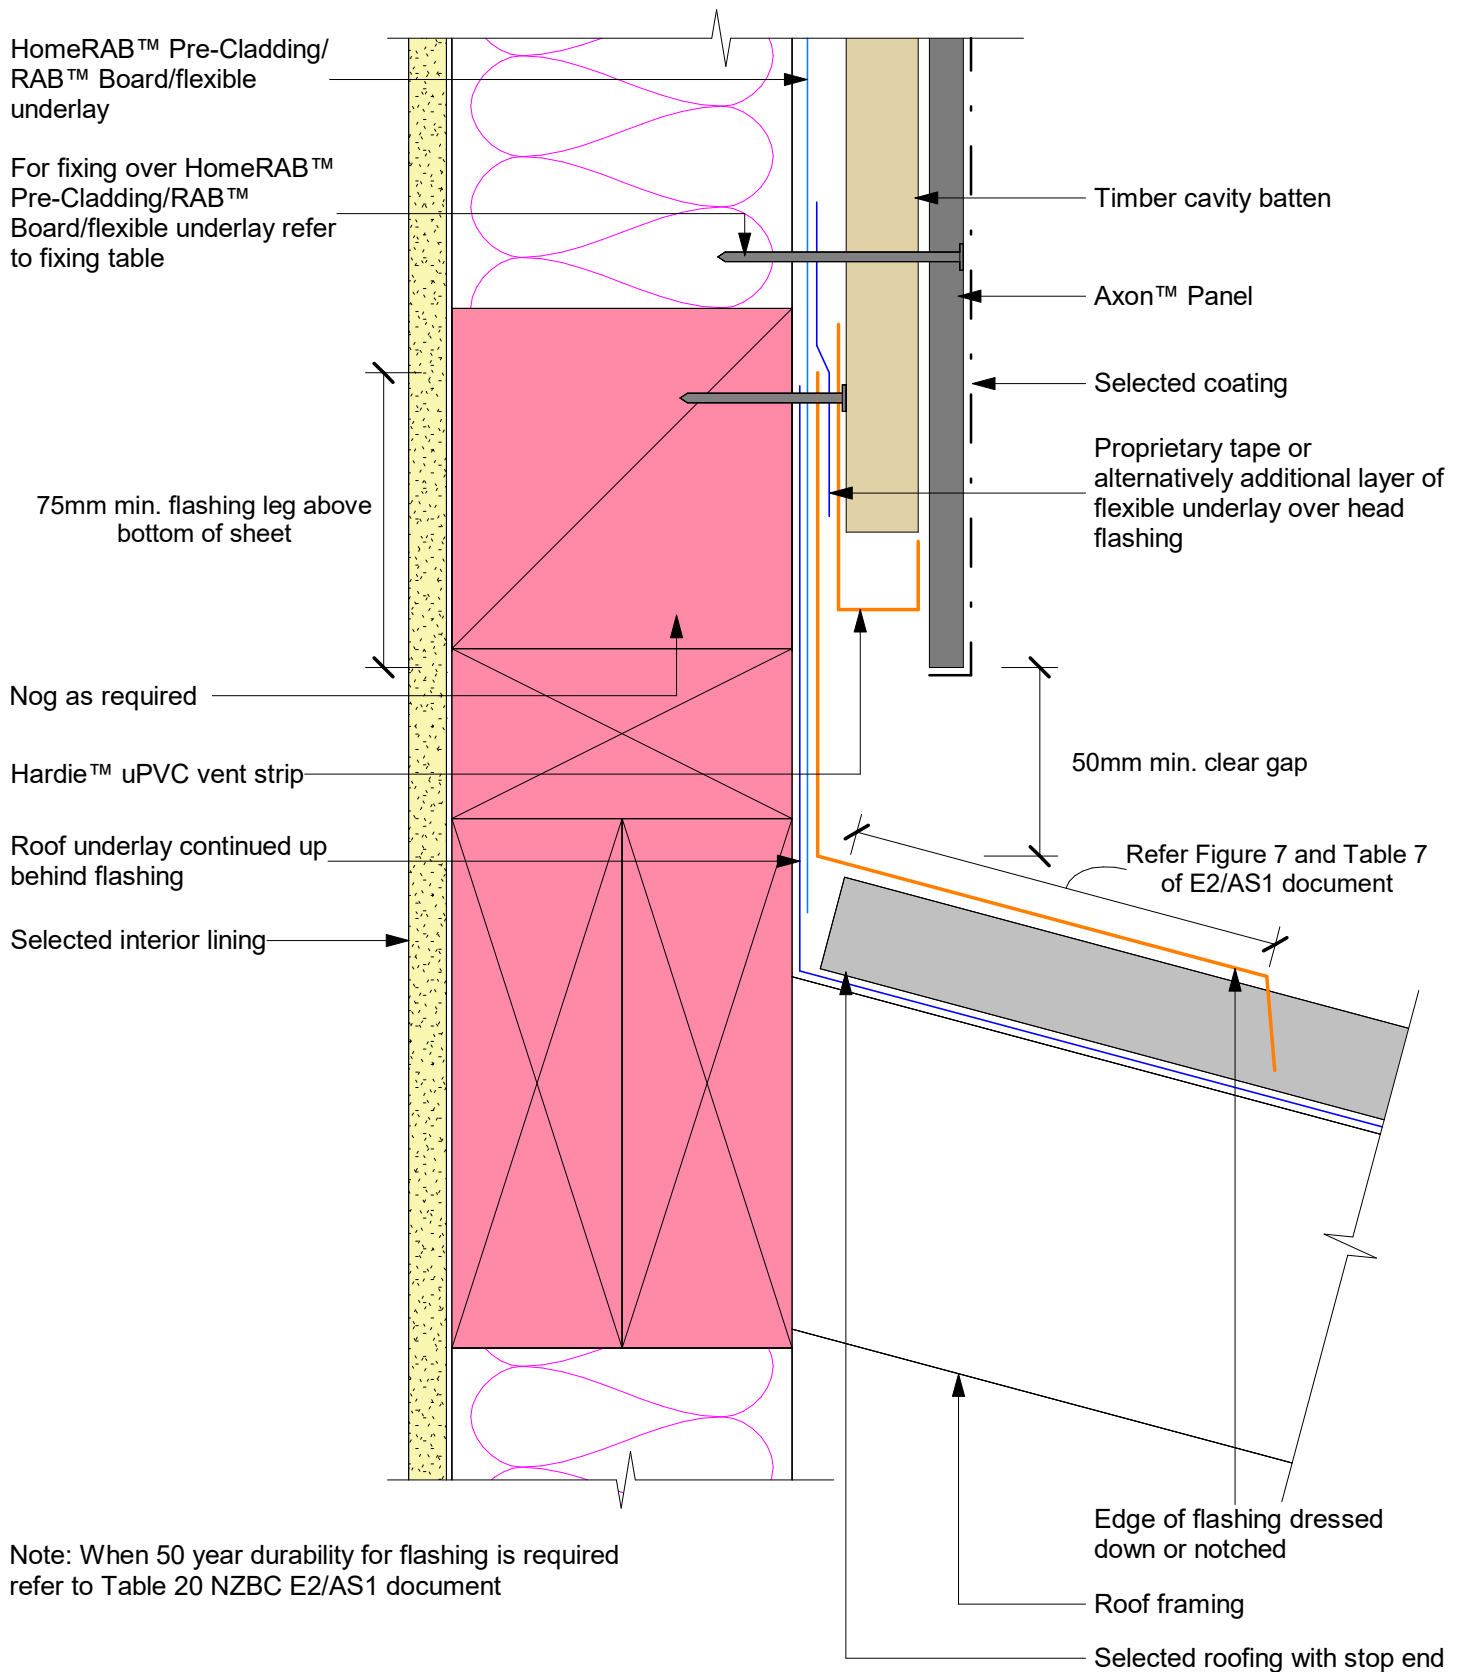 HomeRAB™ Pre-Cladding/
RAB™ Board/flexible
underlay
For fixing over HomeRAB™
Pre-Cladding/RAB™
Board/flexible underlay refer
to fixing table
75mm min. flashing leg above
bottom of sheet
Nog as required
Hardie™ uPVC vent strip
Roof underlay continued up
behind flashing
Selected interior lining
Timber cavity batten
Axon™ Panel
Selected coating
Proprietary tape or
alternatively additional layer of
flexible underlay over head
flashing
50mm min. clear gap
Refer Figure 7 and Table 7
of E2/AS1 document
Edge of flashing dressed
down or notched
Roof framing
Selected roofing with stop end
Note: When 50 year durability for flashing is required
refer to Table 20 NZBC E2/AS1 document